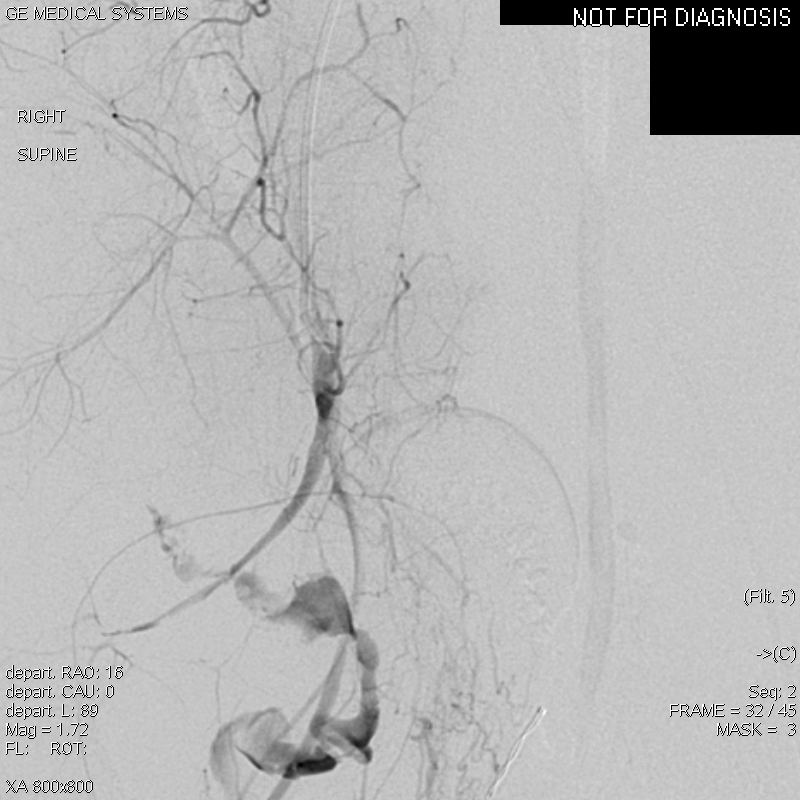 GE MEDICAL SYSTEMS
NOT FOR DIAGNOSIS
RIGHT
SUPINE
(Filt. 5)
->(C)
depart. RAO: 16
depart. CAU: 0
depart. L: 89
Mag = 1.72
FL: ROT:
Seq: 2
FRAME = 32 / 45
MASK = 3
XA 800x800